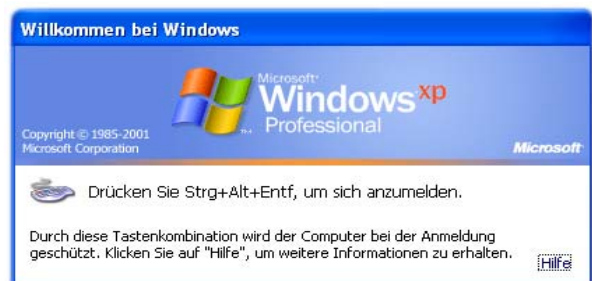 Willkommen bei Windows
Microsoft
Windows xp
Professional
Copyright © 1985-2001
Microsoft Corporation
Microsoft
Drücken Sie Strg+Alt+Entf, um sich anzumelden.
Durch diese Tastenkombination wird der Computer bei der Anmeldung
geschützt. Klicken Sie auf "Hilfe", um weitere Informationen zu erhalten.
Hilfe